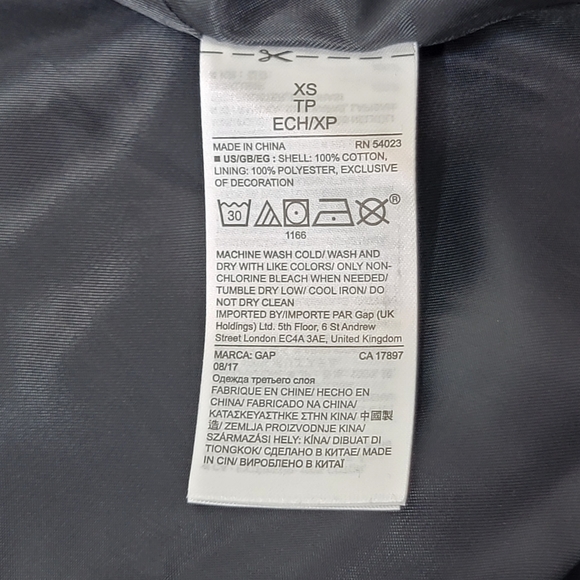 XS
TP
ECH/XP
MADE IN CHINA RN 54023
■ US/GB/EG : SHELL: 100% COTTON,
LINING: 100% POLYESTER, EXCLUSIVE
OF DECORATION
30 ®
1166
MACHINE WASH COLD/ WASH AND
DRY WITH LIKE COLORS/ ONLY NON-
CHLORINE BLEACH WHEN NEEDED/
TUMBLE DRY LOW/ COOL IRON/ DO
NOT DRY CLEAN
IMPORTED BY/IMPORTE PAR Gap (UK
Holdings) Ltd. 5th Floor, 6 St Andrew
Street London EC4A 3AE, United Kingdom
MARCA: GAP CA 17897
08/17
Одежда третьего слоя
FABRIQUE EN CHINE/ HECHO EN
CHINA/ FABRICADO NA CHINA/
ΚΑΤΑΣΚΕΥΑΣΤΗΚΕ ΣΤΗΝ ΚΙΝΑ/ 中國製
造/ ZEMLJA PROIZVODNJE KINA/
SZÁRMAZÁSI HELY: KÍNA/ DIBUAT DI
TIONGKOK/ СДЕЛАНО В КИТАЕ/ MADE
IN CIN/ ВИРОБЛЕНО В КИТАЇ